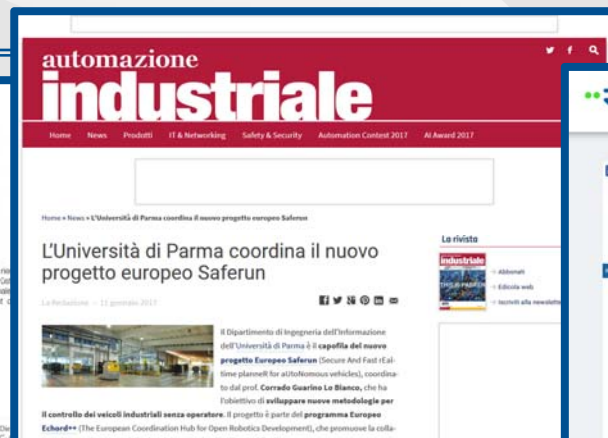 automazione
industriale
Home News Prodotti IT & Networking Safety & Security Automation Contest 2017 AI Award 2017
Home » News » L'Università di Parma coordina il nuovo progetto europeo Saferun
L'Università di Parma coordina il nuovo
progetto europeo Saferun
La Redazione - 11 gennaio 2017
La rivista
industriale
Abbonati
Edicola web
Iscriviti alla newsletter
Il Dipartimento di Ingegneria dell'Informazione
dell'Università di Parma è il capofila del nuovo
progetto Europeo Saferun (Secure And Fast rEal-
time planneR for aUtoNomous vehicles), coordina-
to dal prof. Corrado Guarino Lo Bianco, che ha
l'obiettivo di sviluppare nuove metodologie per
il controllo dei veicoli industriali senza operatore. Il progetto è parte del programma Europeo
Echord++ (The European Coordination Hub for Open Robotics Development), che promuove la colla-